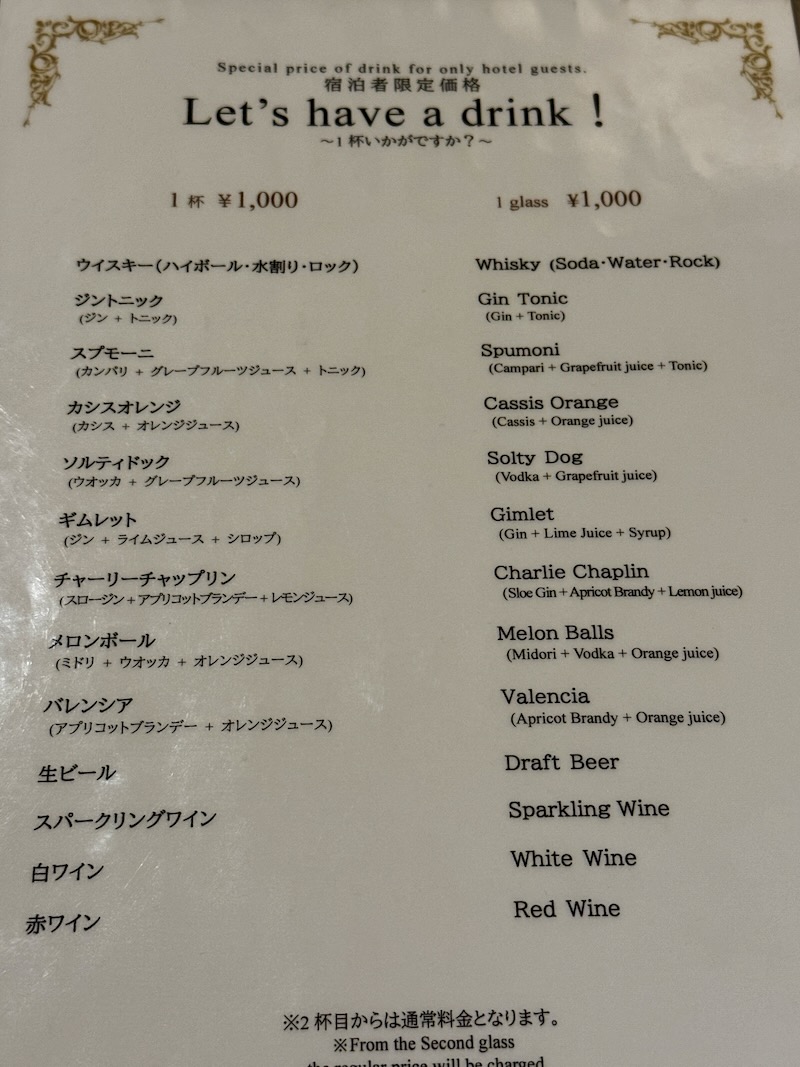 Special price of drink for only hotel guests.
宿泊者限定価格
Let's have a drink！
～1杯いかがですか？～
1 杯 ¥1,000
ウイスキー（ハイボール・水割り・ロック）
ジントニック
(ジン + トニック)
スプモーニ
(カンパリ + グレープフルーツジュース + トニック)
カシスオレンジ
(カシス + オレンジジュース)
ソルティドック
(ウオッカ + グレープフルーツジュース)
ギムレット
(ジン + ライムジュース + シロップ)
チャーリーチャップリン
(スロージン + アプリコットブランデー + レモンジュース)
メロンボール
(ミドリ + ウオッカ + オレンジジュース)
バレンシア
(アプリコットブランデー + オレンジジュース)
生ビール
スパークリングワイン
白ワイン
赤ワイン
1 glass ¥1,000
Whisky (Soda・Water・Rock)
Gin Tonic
(Gin + Tonic)
Spumoni
(Campari + Grapefruit juice + Tonic)
Cassis Orange
(Cassis + Orange juice)
Solty Dog
(Vodka + Grapefruit juice)
Gimlet
(Gin + Lime Juice + Syrup)
Charlie Chaplin
(Sloe Gin + Apricot Brandy + Lemon juice)
Melon Balls
(Midori + Vodka + Orange juice)
Valencia
(Apricot Brandy + Orange juice)
Draft Beer
Sparkling Wine
White Wine
Red Wine
※2 杯目からは通常料金となります。
※From the Second glass
the regular price will be charged